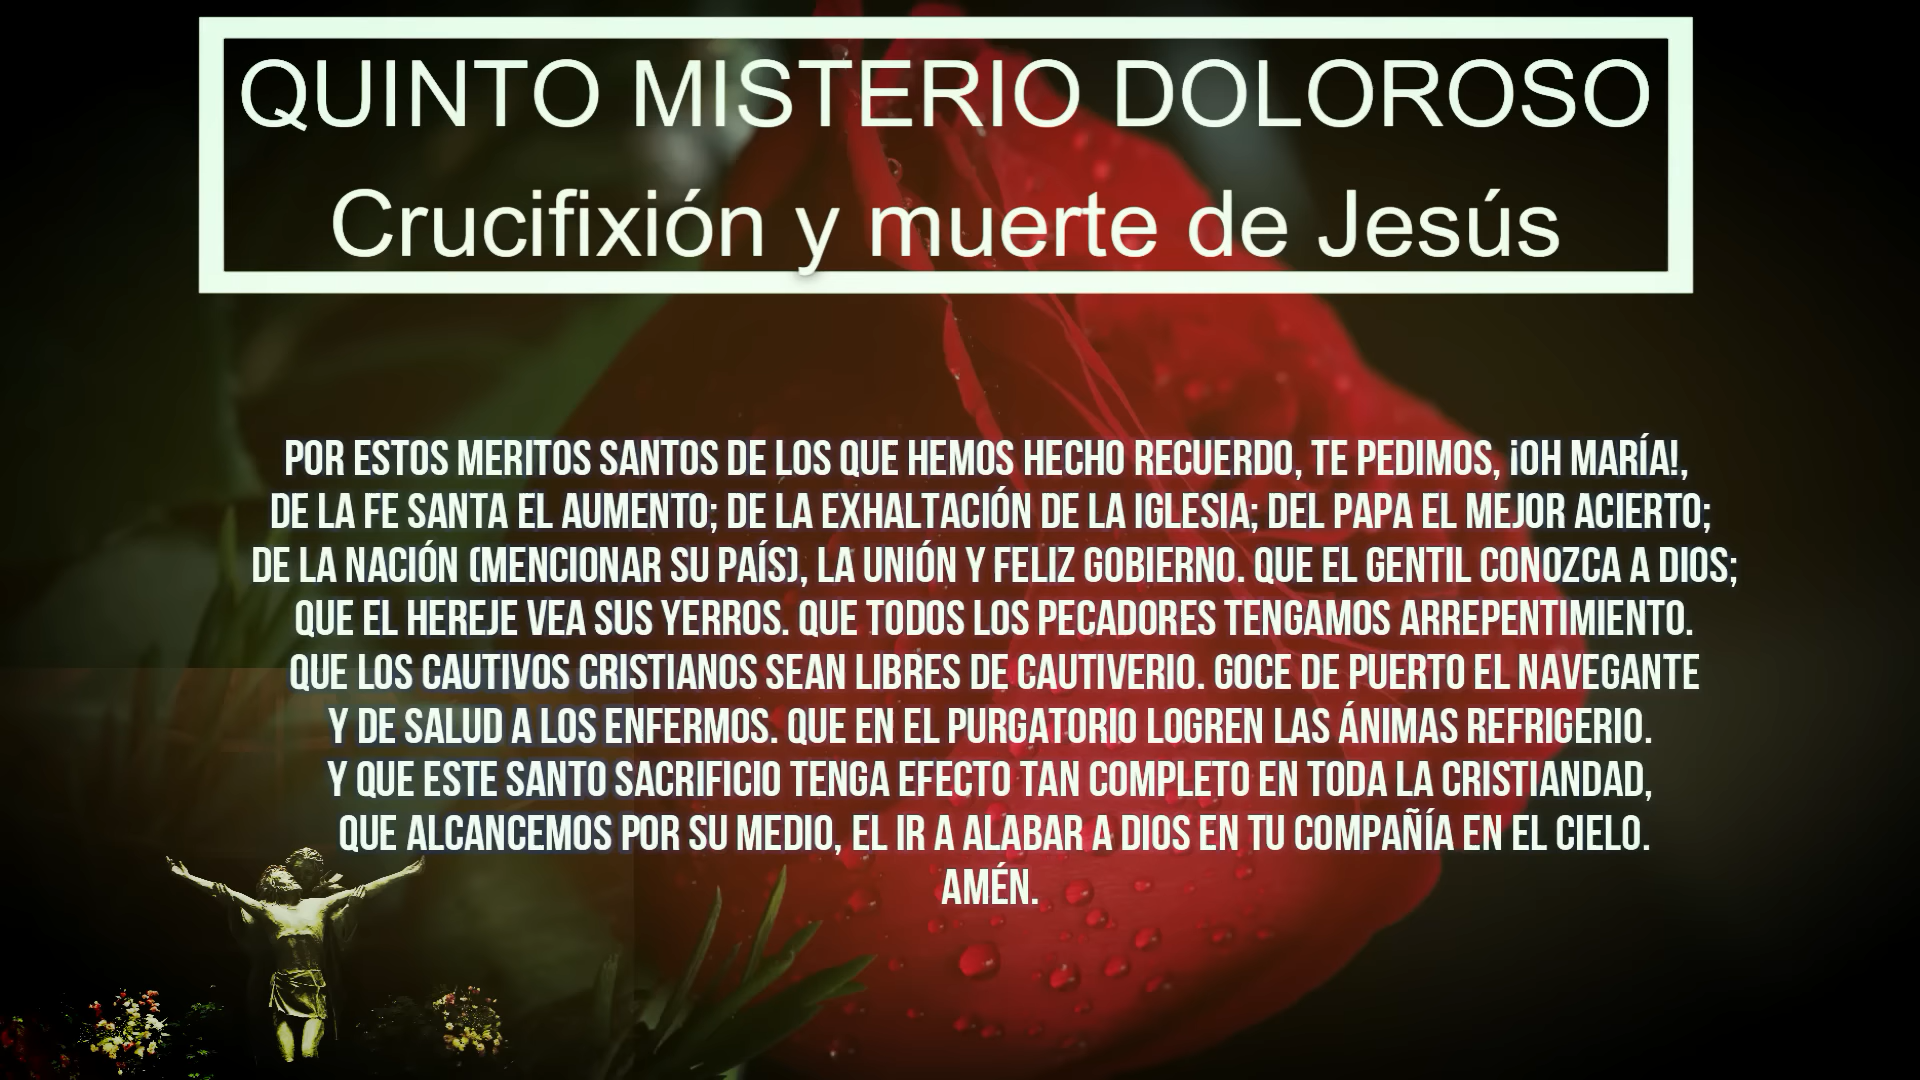 QUINTO MISTERIO DOLOROSO
Crucifixión y muerte de Jesús
POR ESTOS MERITOS SANTOS DE LOS QUE HEMOS HECHO RECUERDO, TE PEDIMOS, ¡OH MARÍA!,
DE LA FE SANTA EL AUMENTO; DE LA EXHALTACIÓN DE LA IGLESIA; DEL PAPA EL MEJOR ACIERTO;
DE LA NACIÓN (MENCIONAR SU PAÍS), LA UNIÓN Y FELIZ GOBIERNO. QUE EL GENTIL CONOZCA A DIOS;
QUE EL HEREJE VEA SUS YERROS. QUE TODOS LOS PECADORES TENGAMOS ARREPENTIMIENTO.
QUE LOS CAUTIVOS CRISTIANOS SEAN LIBRES DE CAUTIVERIO. GOCE DE PUERTO EL NAVEGANTE
Y DE SALUD A LOS ENFERMOS. QUE EN EL PURGATORIO LOGREN LAS ÁNIMAS REFRIGERIO.
Y QUE ESTE SANTO SACRIFICIO TENGA EFECTO TAN COMPLETO EN TODA LA CRISTIANDAD,
QUE ALCANCEMOS POR SU MEDIO, EL IR A ALABAR A DIOS EN TU COMPAÑÍA EN EL CIELO.
AMÉN.